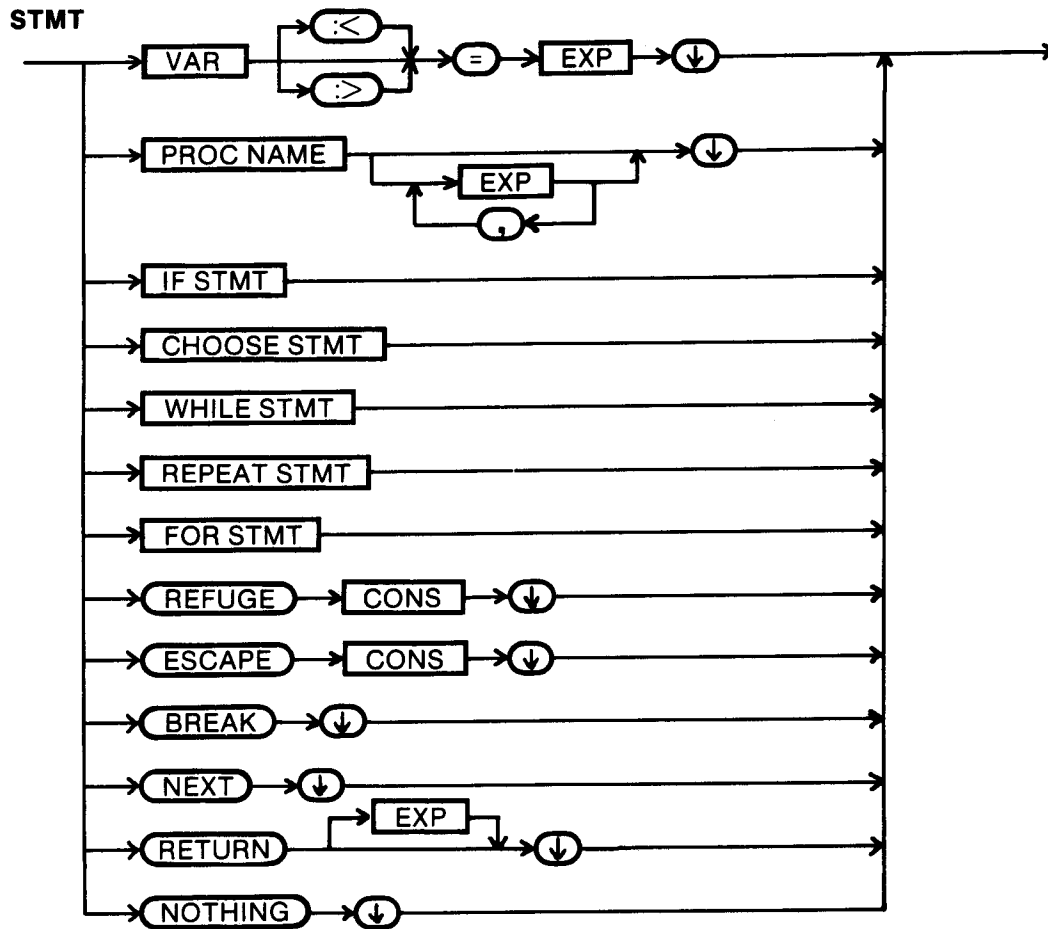 STMT
:<
VAR = EXP ↓
:>
PROC NAME ↓
EXP
,
IF STMT
CHOOSE STMT
WHILE STMT
REPEAT STMT
FOR STMT
REFUGE CONS ↓
ESCAPE CONS ↓
BREAK ↓
NEXT ↓
EXP
RETURN ↓
NOTHING ↓